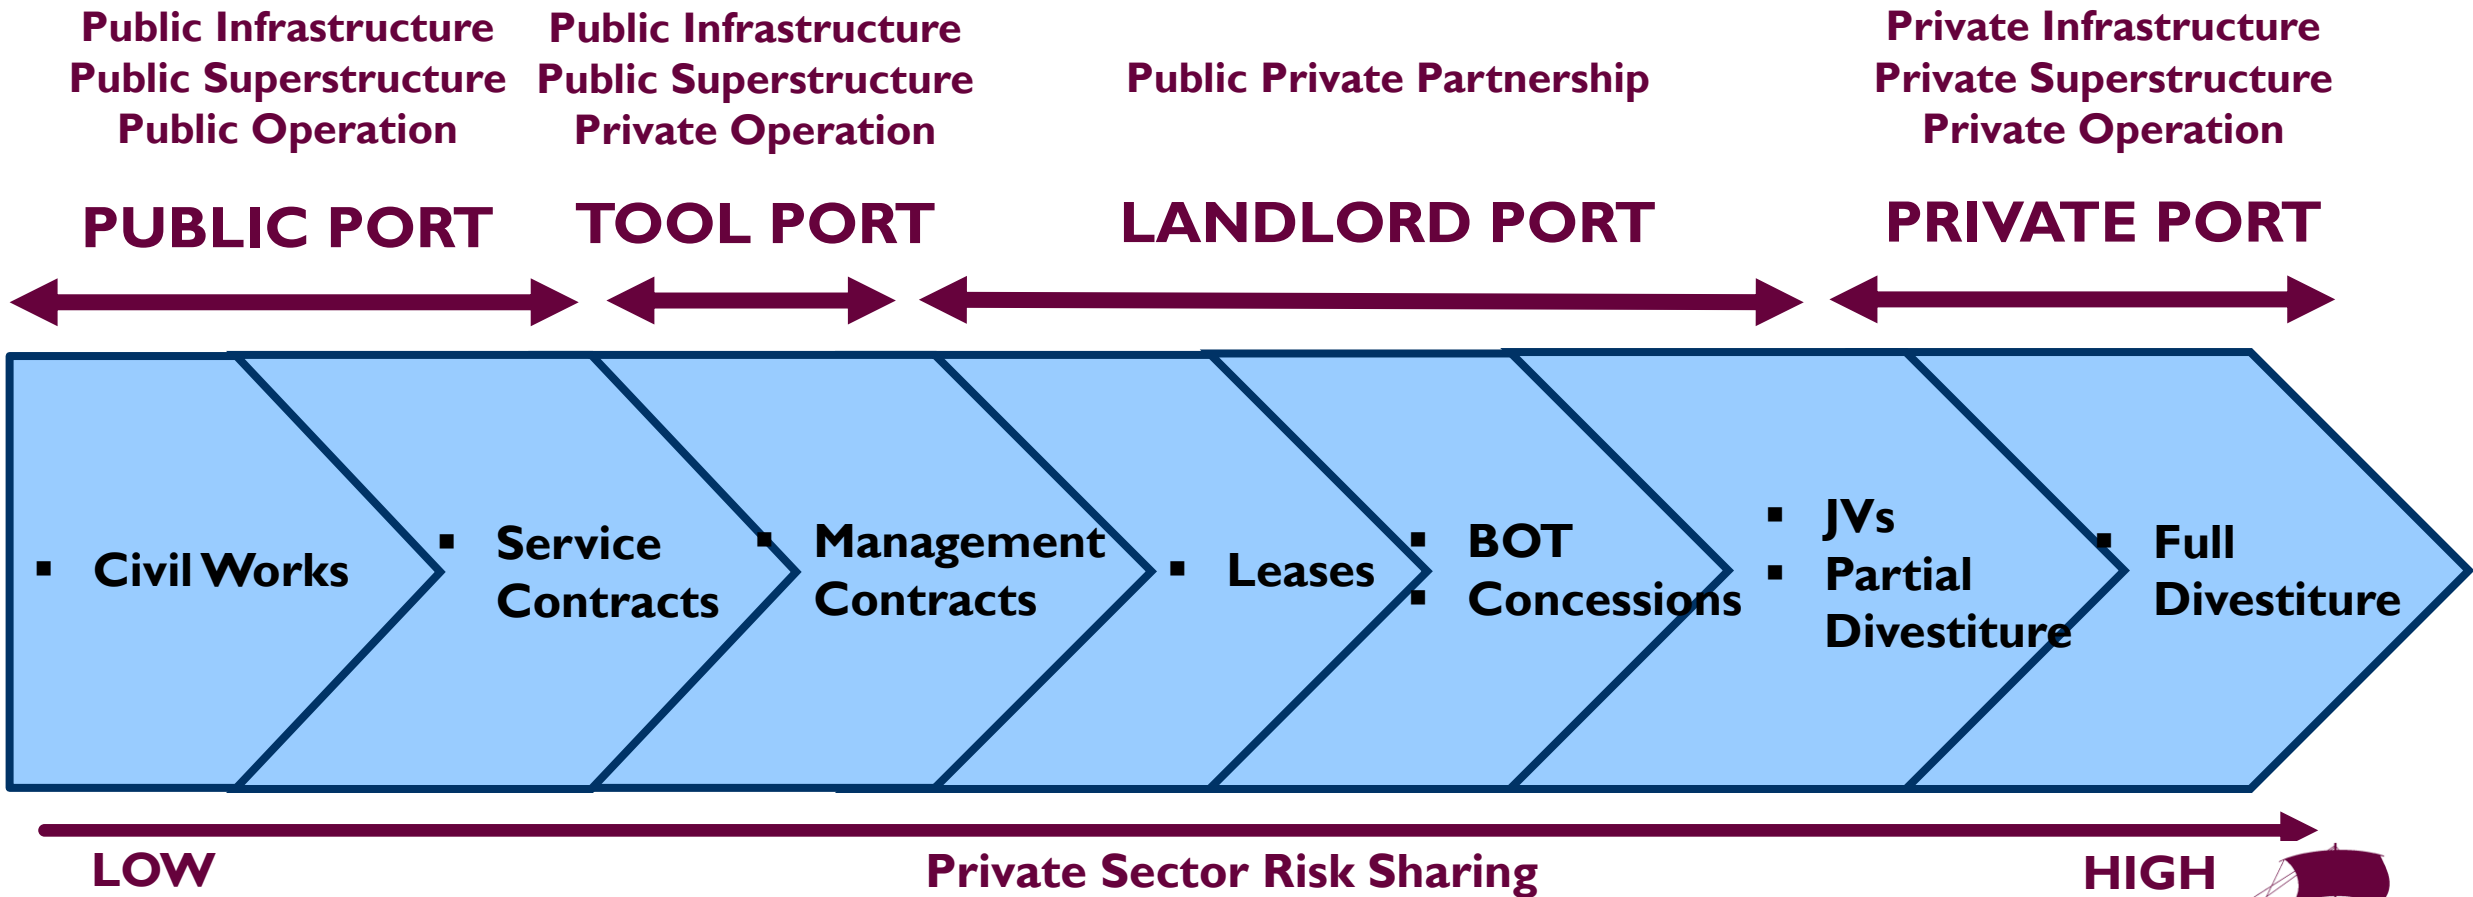 Public Infrastructure
Public Superstructure
Public Operation
Public Infrastructure
Public Superstructure
Private Operation
Public Private Partnership
Private Infrastructure
Private Superstructure
Private Operation
PUBLIC PORT
TOOL PORT
LANDLORD PORT
PRIVATE PORT
▪ Civil Works
▪ Service
Contracts
▪ Management
Contracts
▪ Leases
▪ BOT
▪ Concessions
▪ JVs
▪ Partial
Divestiture
▪ Full
Divestiture
LOW
Private Sector Risk Sharing
HIGH